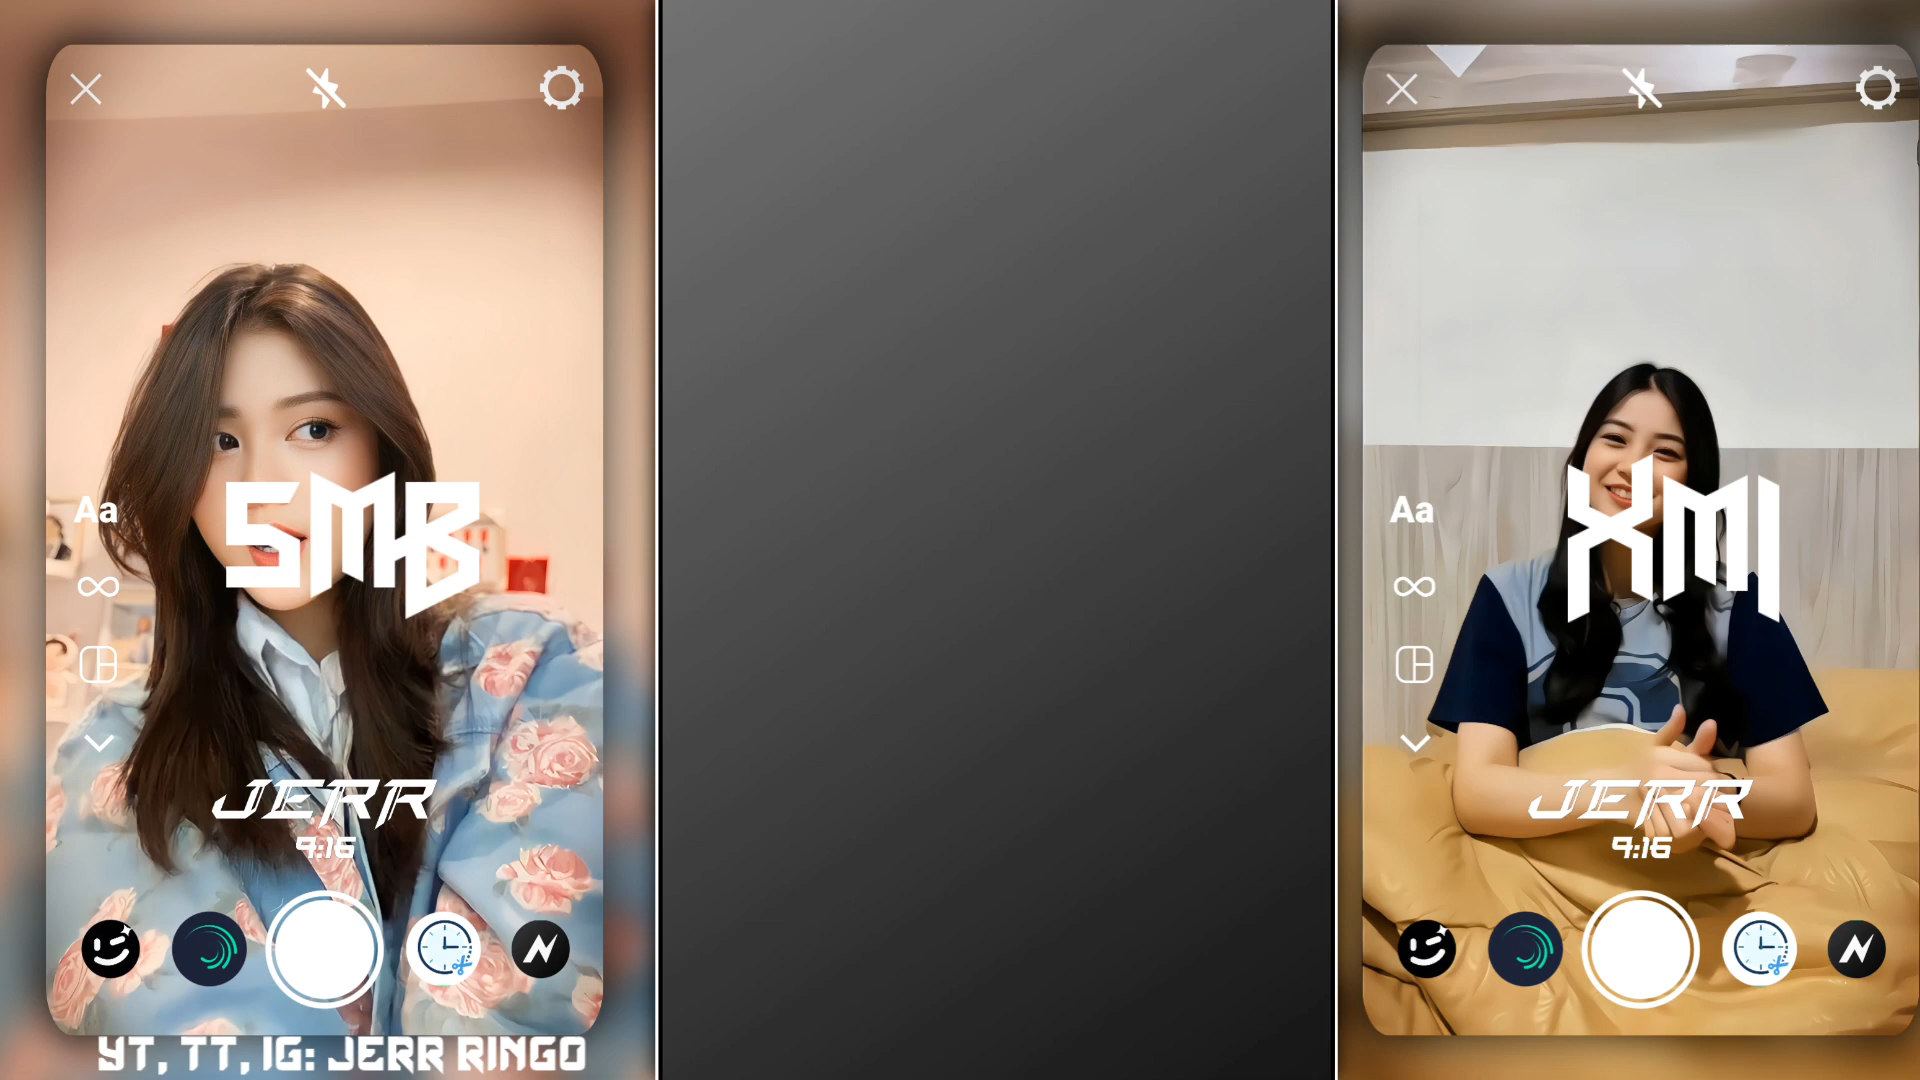 Aa
SMB
JERR
9:16
YT, TT, IG: JERR RINGO
Aa
XMI
JERR
9:16